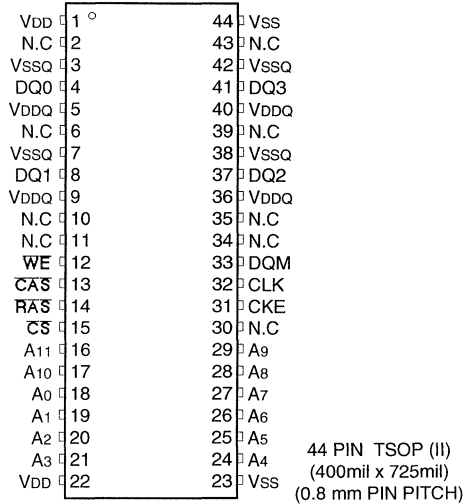 VDD 1 44 VSS
N.C 2 43 N.C
VSSQ 3 42 VSSQ
DQ0 4 41 DQ3
VDDQ 5 40 VDDQ
N.C 6 39 N.C
VSSQ 7 38 VSSQ
DQ1 8 37 DQ2
VDDQ 9 36 VDDQ
N.C 10 35 N.C
N.C 11 34 N.C
WE 12 33 DQM
CAS 13 32 CLK
RAS 14 31 CKE
CS 15 30 N.C
A11 16 29 A9
A10 17 28 A8
A0 18 27 A7
A1 19 26 A6
A2 20 25 A5
A3 21 24 A4
VDD 22 23 VSS
44 PIN TSOP (II)
(400mil x 725mil)
(0.8 mm PIN PITCH)